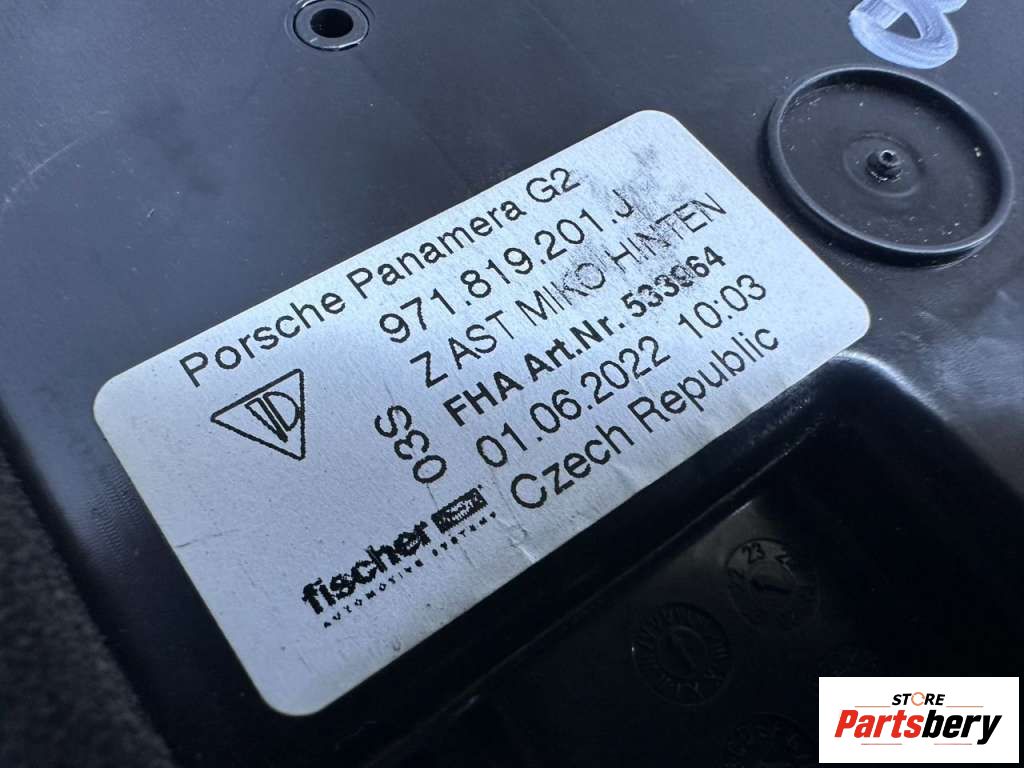 Porsche Panamera G2
971.819.201.J
Z AST MIKO HINTEN
FHA Art.Nr. 533964
03S
01.06.2022 10:03
Czech Republic
fischer
AUTOMOTIVE SYSTEMS
23
STORE
Partsbery